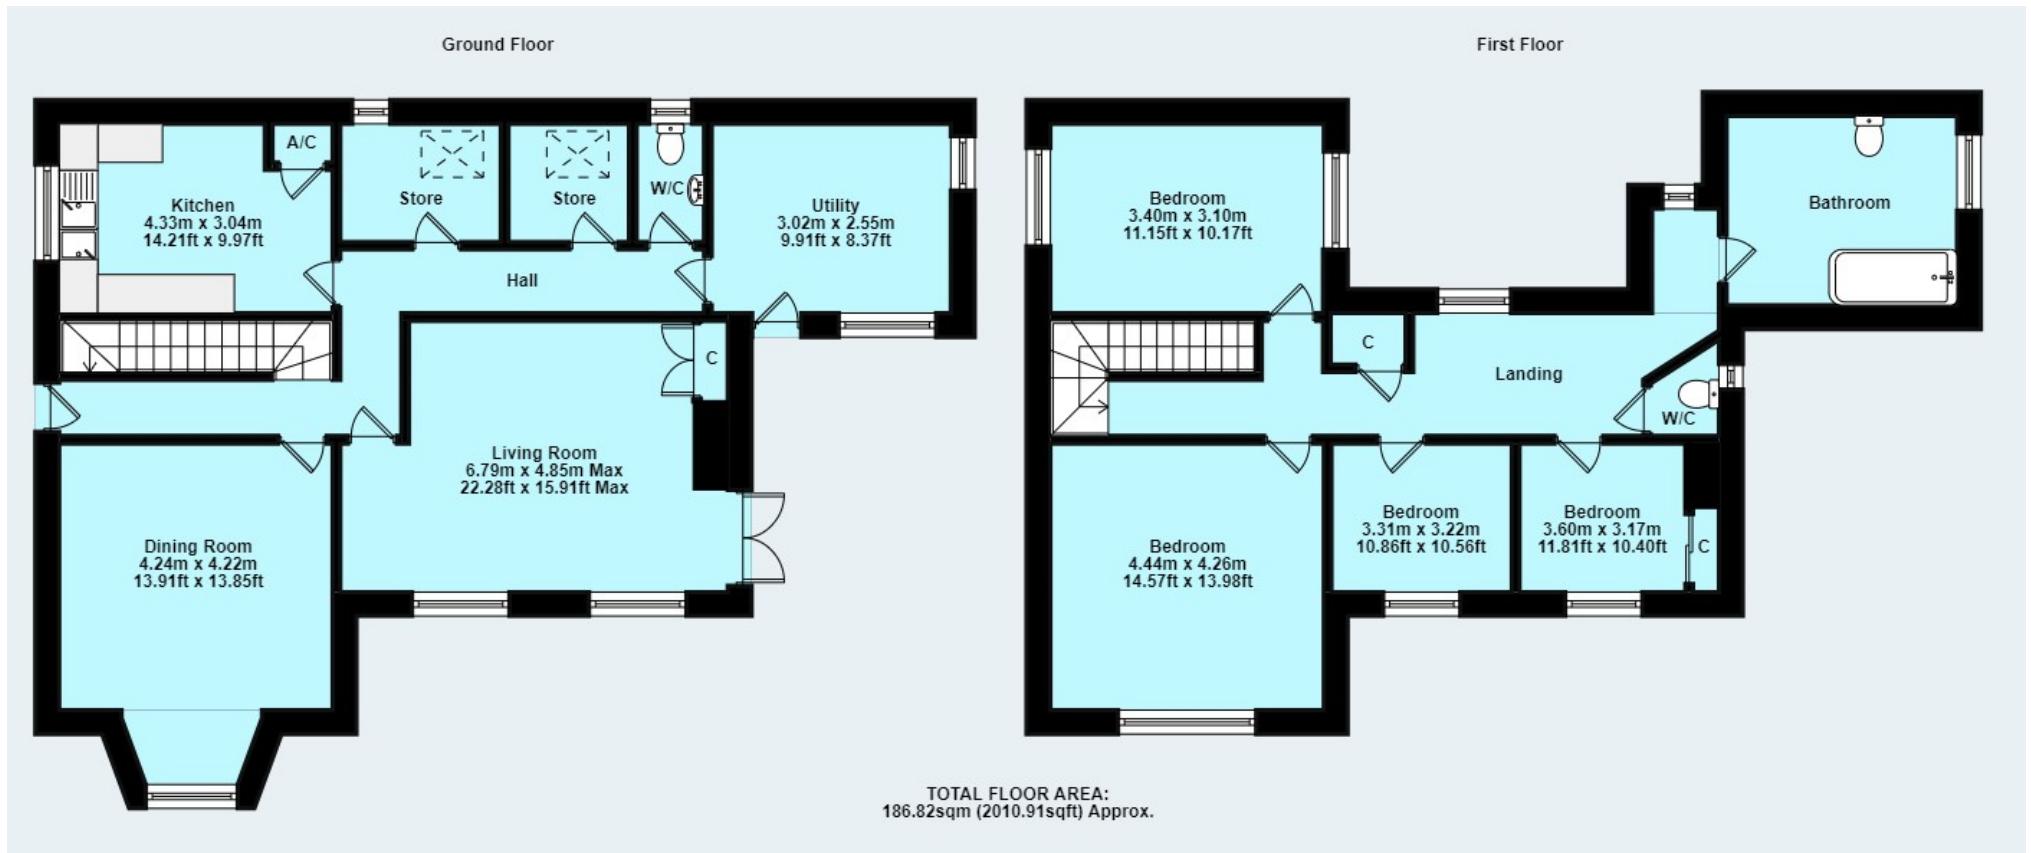 Ground Floor
First Floor
A/C
Kitchen
4.33m x 3.04m
14.21ft x 9.97ft
Store
Store
W/C
Utility
3.02m x 2.55m
9.91ft x 8.37ft
Hall
C
Living Room
6.79m x 4.85m Max
22.28ft x 15.91ft Max
Dining Room
4.24m x 4.22m
13.91ft x 13.85ft
Bedroom
3.40m x 3.10m
11.15ft x 10.17ft
Bathroom
C
Landing
W/C
Bedroom
4.44m x 4.26m
14.57ft x 13.98ft
Bedroom
3.31m x 3.22m
10.86ft x 10.56ft
Bedroom
3.60m x 3.17m
11.81ft x 10.40ft
C
TOTAL FLOOR AREA:
186.82sqm (2010.91sqft) Approx.